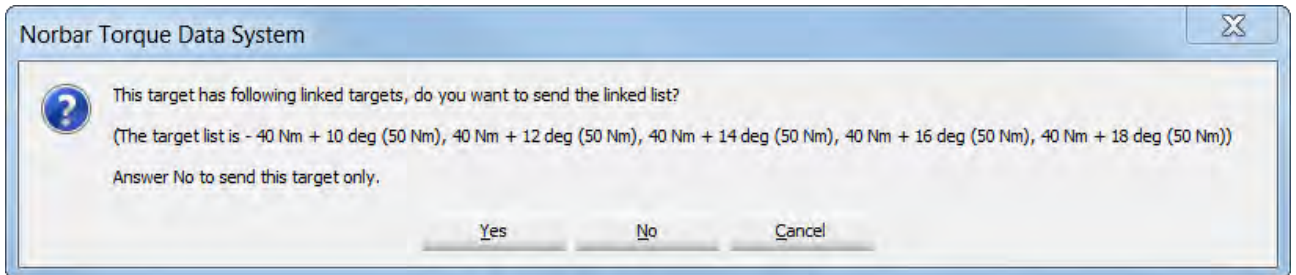 Norbar Torque Data System
This target has following linked targets, do you want to send the linked list?
(The target list is - 40 Nm + 10 deg (50 Nm), 40 Nm + 12 deg (50 Nm), 40 Nm + 14 deg (50 Nm), 40 Nm + 16 deg (50 Nm), 40 Nm + 18 deg (50 Nm))
Answer No to send this target only.
Yes No Cancel